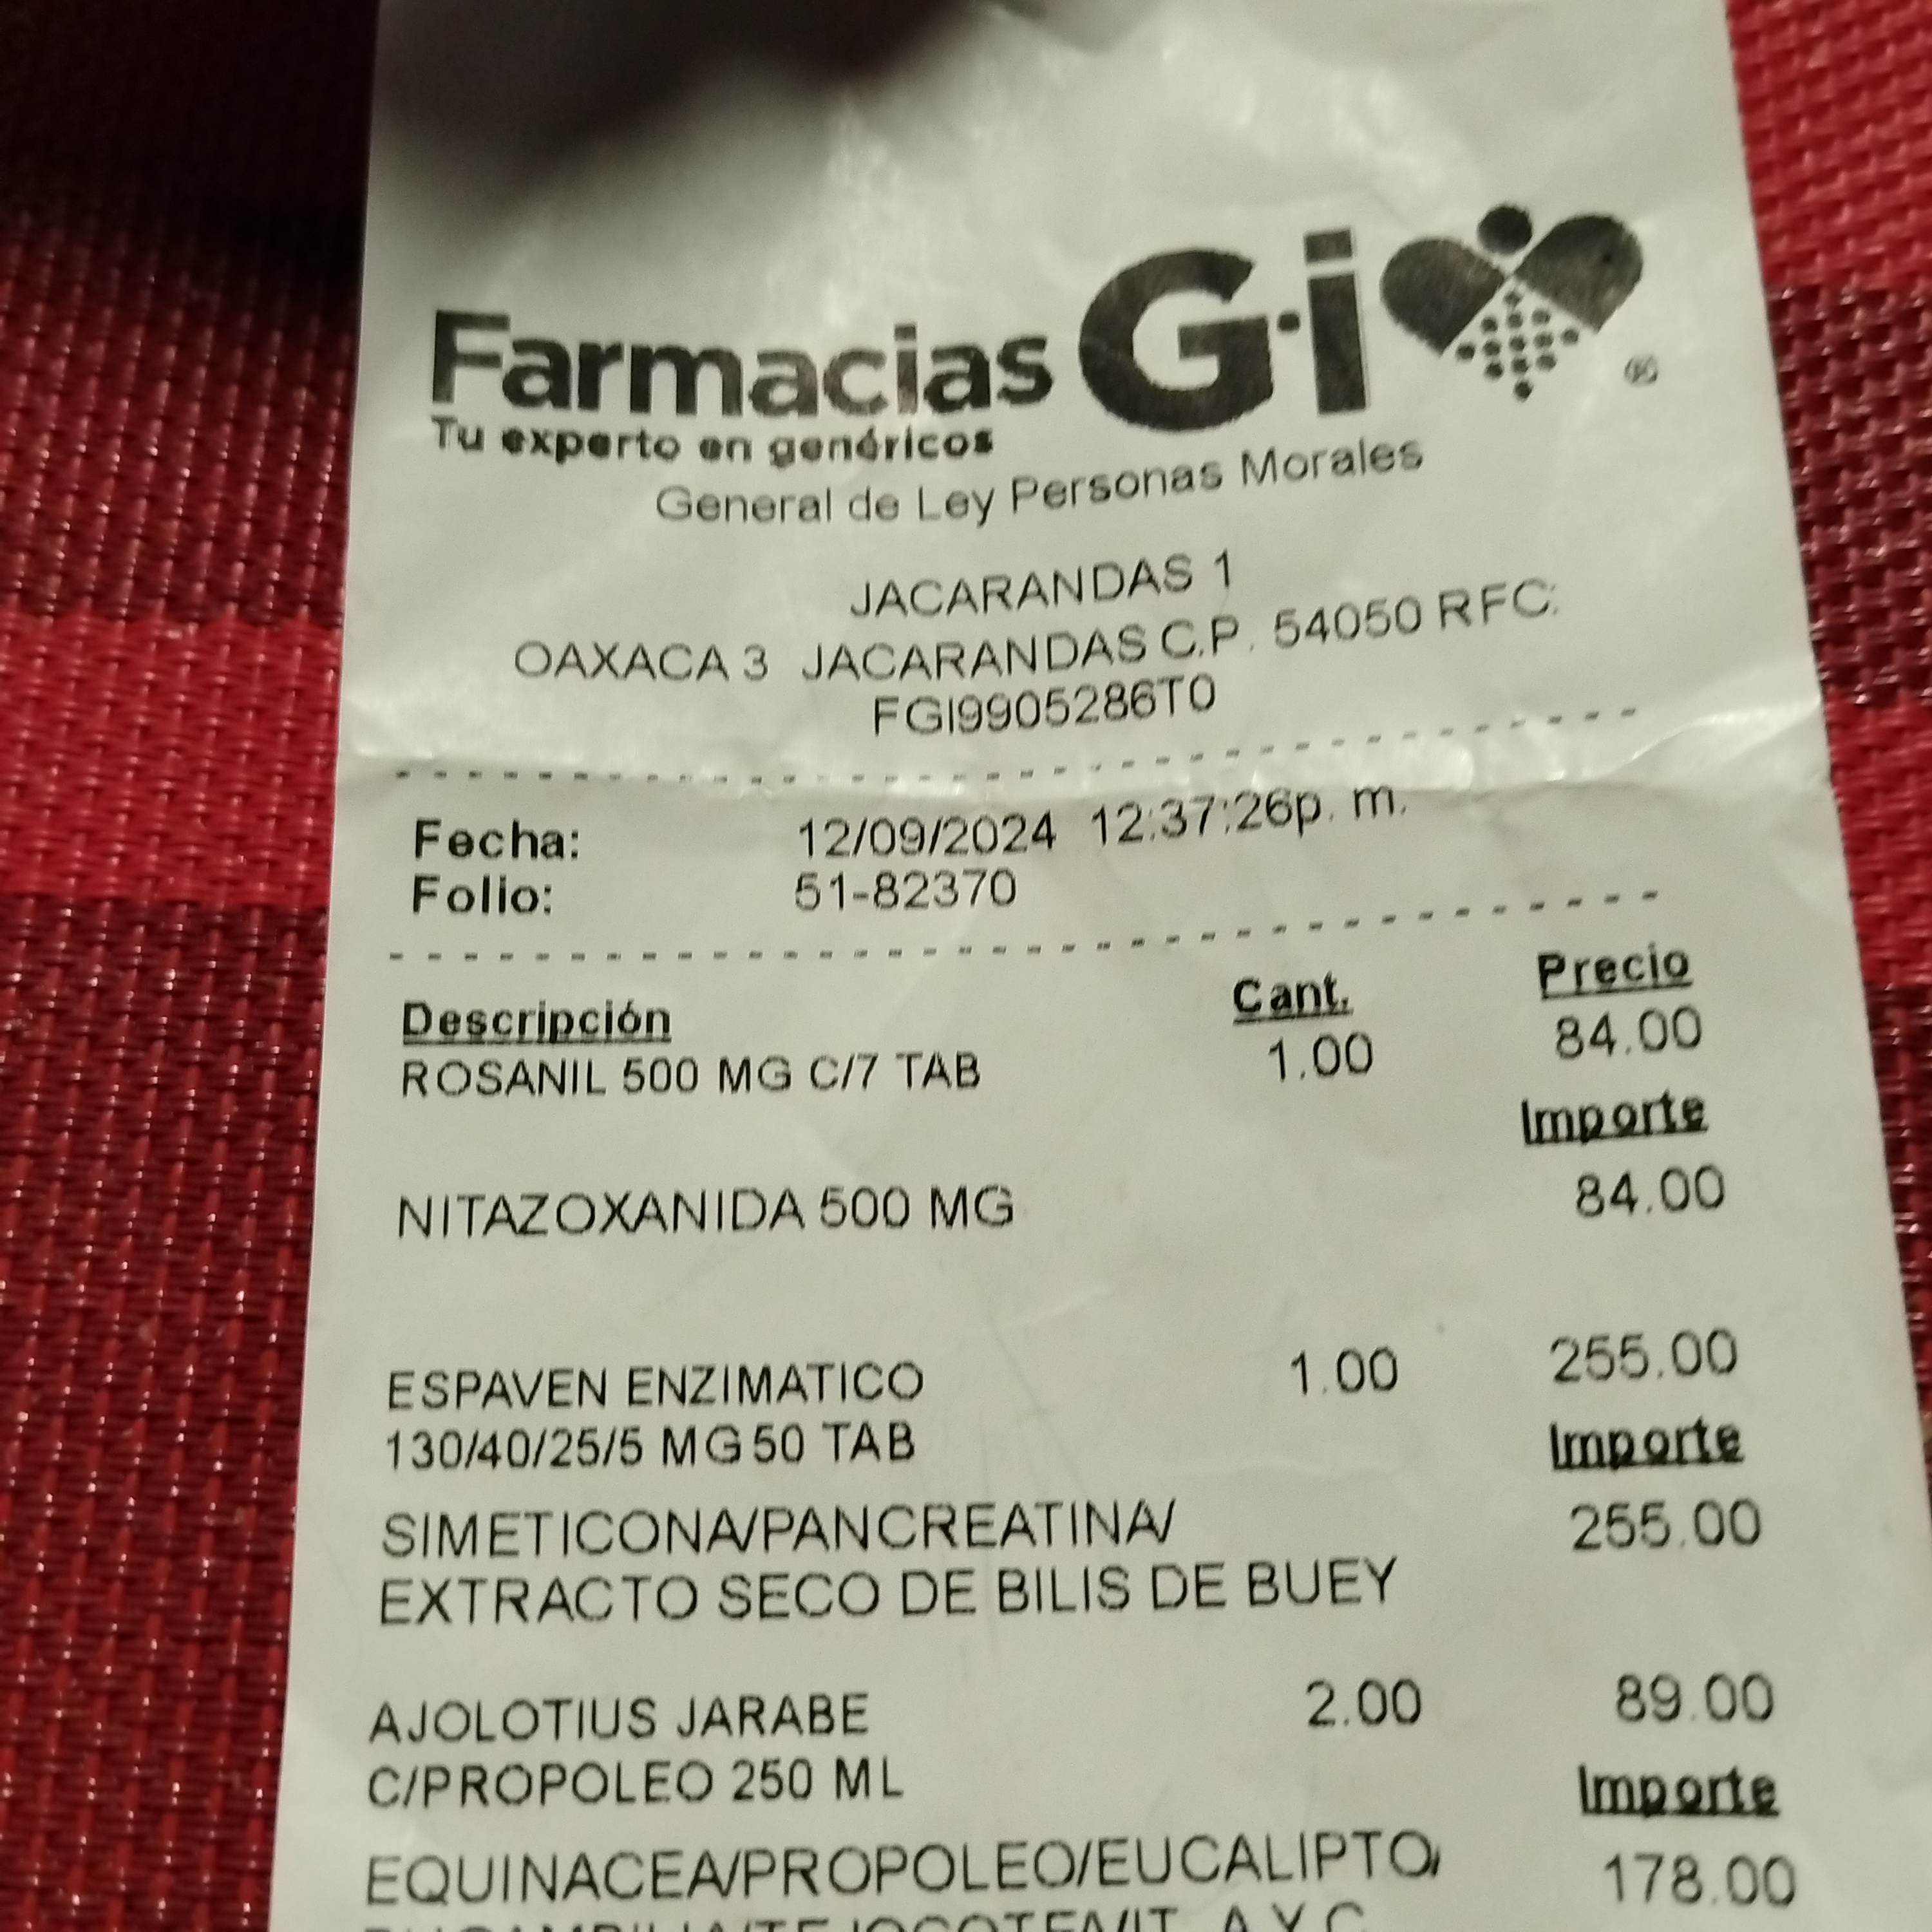 Farmacias G·i
Tu experto en genéricos
General de Ley Personas Morales
JACARANDAS 1
OAXACA 3 JACARANDAS C.P. 54050 RFC:
FGI9905286T0
Fecha: 12/09/2024 12:37:26p. m.
Folio: 51-82370
Descripción Cant. Precio
ROSANIL 500 MG C/7 TAB 1.00 84.00
Importe
NITAZOXANIDA 500 MG 84.00
ESPAVEN ENZIMATICO 1.00 255.00
130/40/25/5 MG 50 TAB Importe
SIMETICONA/PANCREATINA/ 255.00
EXTRACTO SECO DE BILIS DE BUEY
AJOLOTIUS JARABE 2.00 89.00
C/PROPOLEO 250 ML Importe
EQUINACEA/PROPOLEO/EUCALIPTO/ 178.00
A Y C